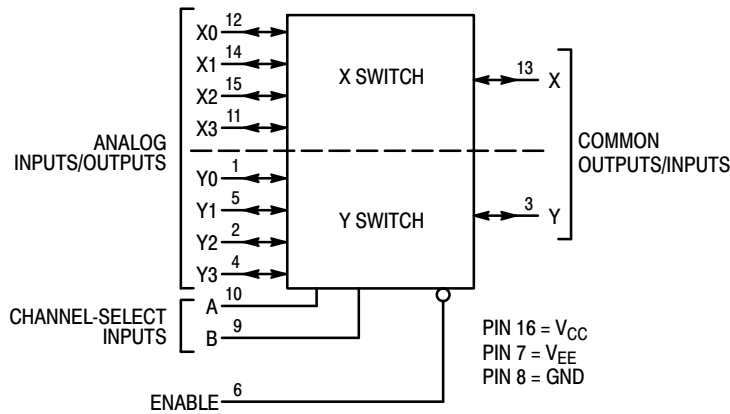 X0 12
X1 14
X2 15
X3 11
X SWITCH
13 X
ANALOG
INPUTS/OUTPUTS
COMMON
OUTPUTS/INPUTS
Y0 1
Y1 5
Y2 2
Y3 4
Y SWITCH
3 Y
CHANNEL-SELECT
INPUTS
A 10
B 9
ENABLE 6
PIN 16 = VCC
PIN 7 = VEE
PIN 8 = GND